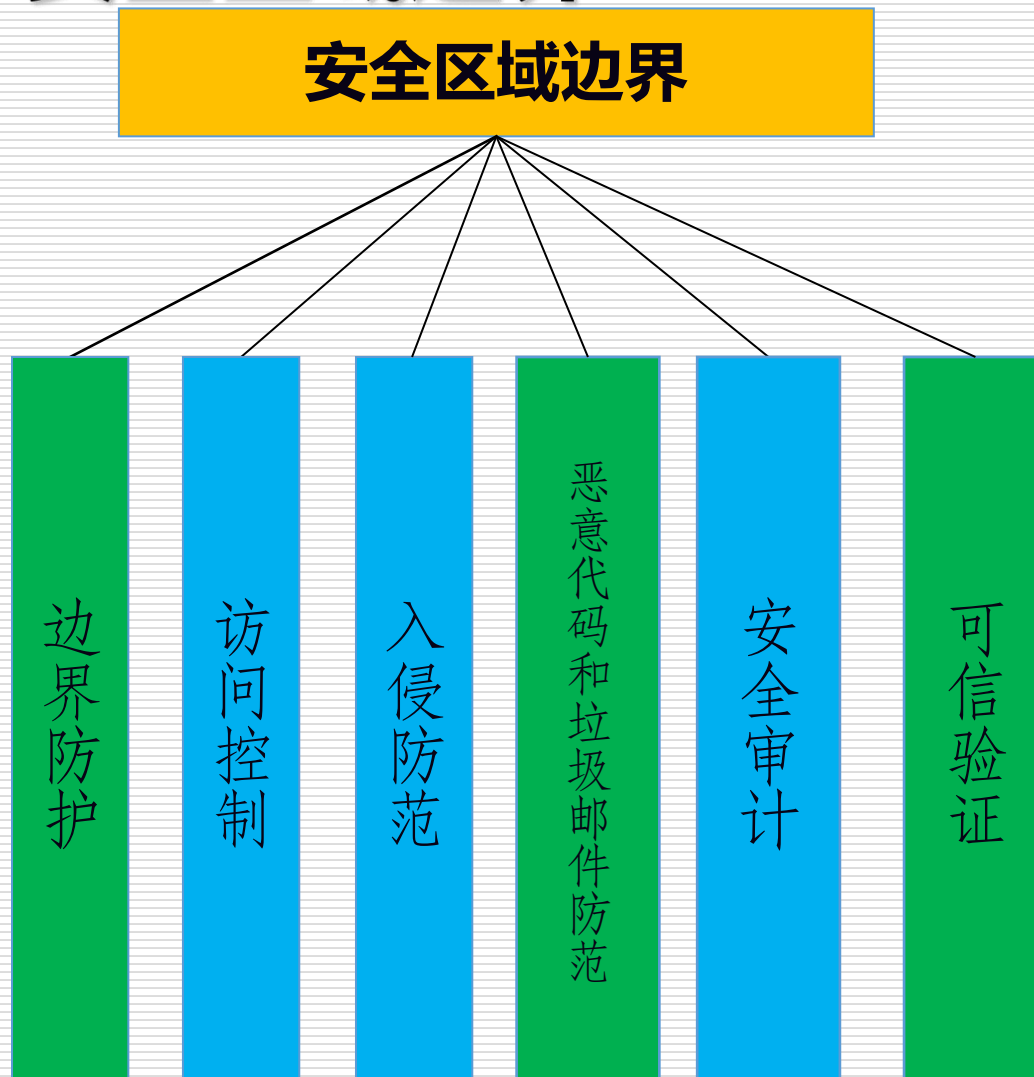 安全区域边界
边界防护
访问控制
入侵防范
恶意代码和垃圾邮件防范
安全审计
可信验证